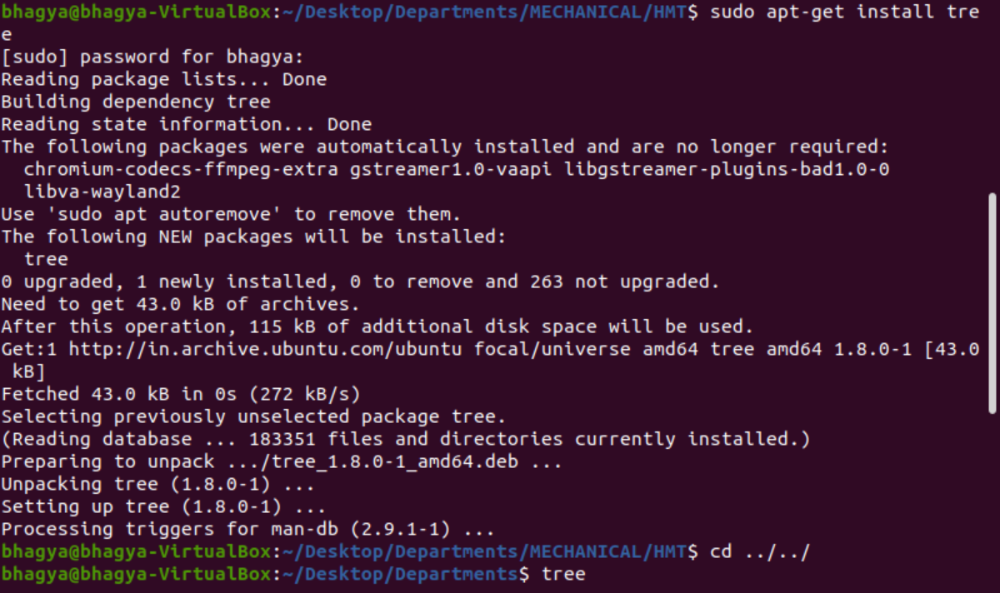 bhagya@bhagya-VirtualBox:~/Desktop/Departments/MECHANICAL/HMT$ sudo apt-get install tre
e
[sudo] password for bhagya:
Reading package lists... Done
Building dependency tree
Reading state information... Done
The following packages were automatically installed and are no longer required:
  chromium-codecs-ffmpeg-extra gstreamer1.0-vaapi libgstreamer-plugins-bad1.0-0
  libva-wayland2
Use 'sudo apt autoremove' to remove them.
The following NEW packages will be installed:
  tree
0 upgraded, 1 newly installed, 0 to remove and 263 not upgraded.
Need to get 43.0 kB of archives.
After this operation, 115 kB of additional disk space will be used.
Get:1 http://in.archive.ubuntu.com/ubuntu focal/universe amd64 tree amd64 1.8.0-1 [43.0
 kB]
Fetched 43.0 kB in 0s (272 kB/s)
Selecting previously unselected package tree.
(Reading database ... 183351 files and directories currently installed.)
Preparing to unpack .../tree_1.8.0-1_amd64.deb ...
Unpacking tree (1.8.0-1) ...
Setting up tree (1.8.0-1) ...
Processing triggers for man-db (2.9.1-1) ...
bhagya@bhagya-VirtualBox:~/Desktop/Departments/MECHANICAL/HMT$ cd ../../
bhagya@bhagya-VirtualBox:~/Desktop/Departments$ tree